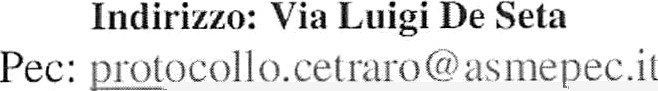 Indirizzo: Via Luigi De Seta
Pec: protocollo.cetraro@asmepec.it